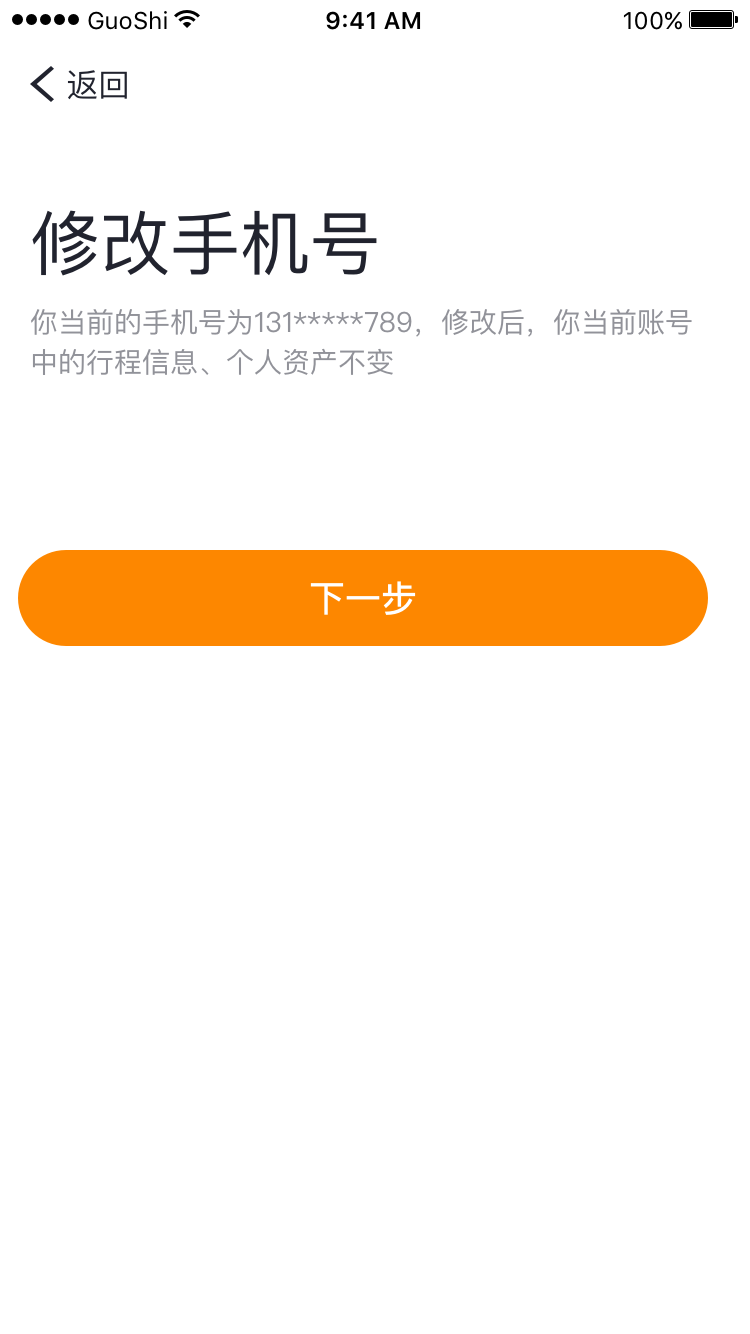 ●●●●● GuoShi 9:41 AM 100%
返回
修改手机号
你当前的手机号为131*****789，修改后，你当前账号
中的行程信息、个人资产不变
下一步